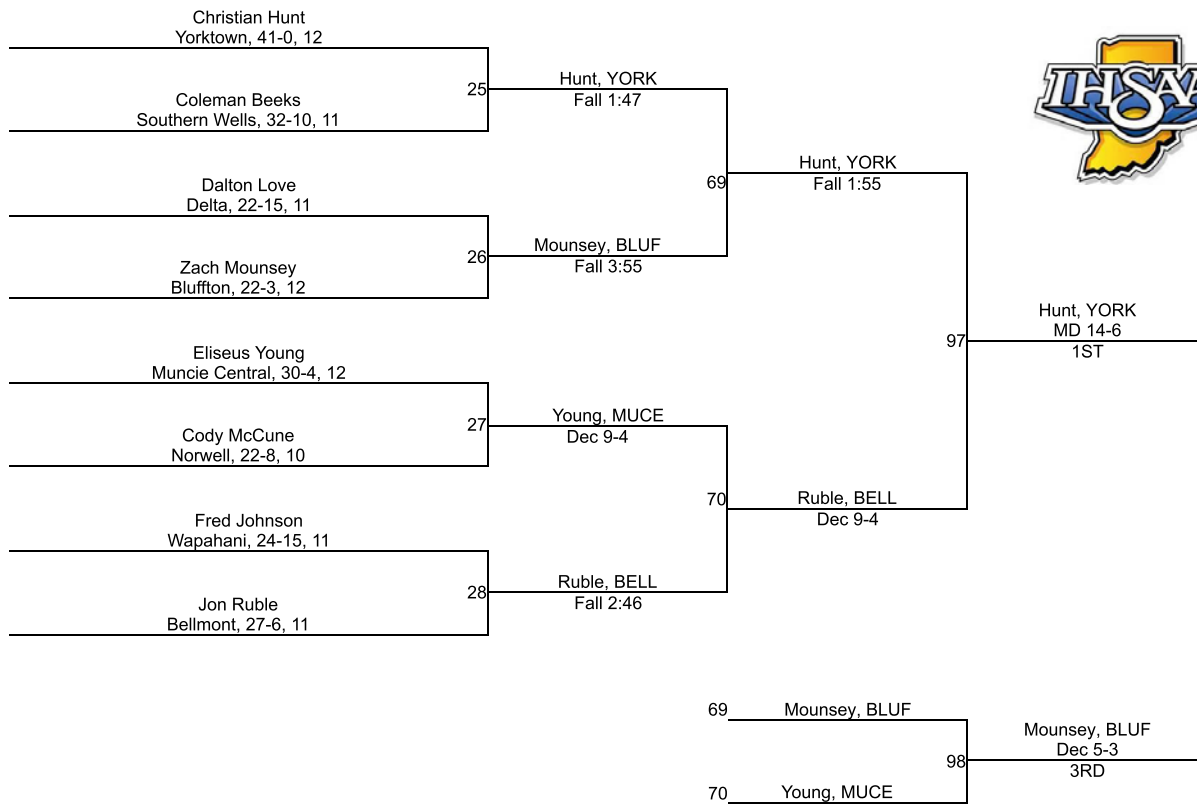 Christian Hunt
Yorktown, 41-0, 12
25
Coleman Beeks
Southern Wells, 32-10, 11
Hunt, YORK
Fall 1:47
69
Dalton Love
Delta, 22-15, 11
26
Zach Mounsey
Bluffton, 22-3, 12
Mounsey, BLUF
Fall 3:55
Hunt, YORK
Fall 1:55
97
Eliseus Young
Muncie Central, 30-4, 12
27
Cody McCune
Norwell, 22-8, 10
Young, MUCE
Dec 9-4
70
Fred Johnson
Wapahani, 24-15, 11
28
Jon Ruble
Bellmont, 27-6, 11
Ruble, BELL
Fall 2:46
Ruble, BELL
Dec 9-4
Hunt, YORK
MD 14-6
1ST
69
Mounsey, BLUF
98
70
Young, MUCE
Mounsey, BLUF
Dec 5-3
3RD
IHSAA